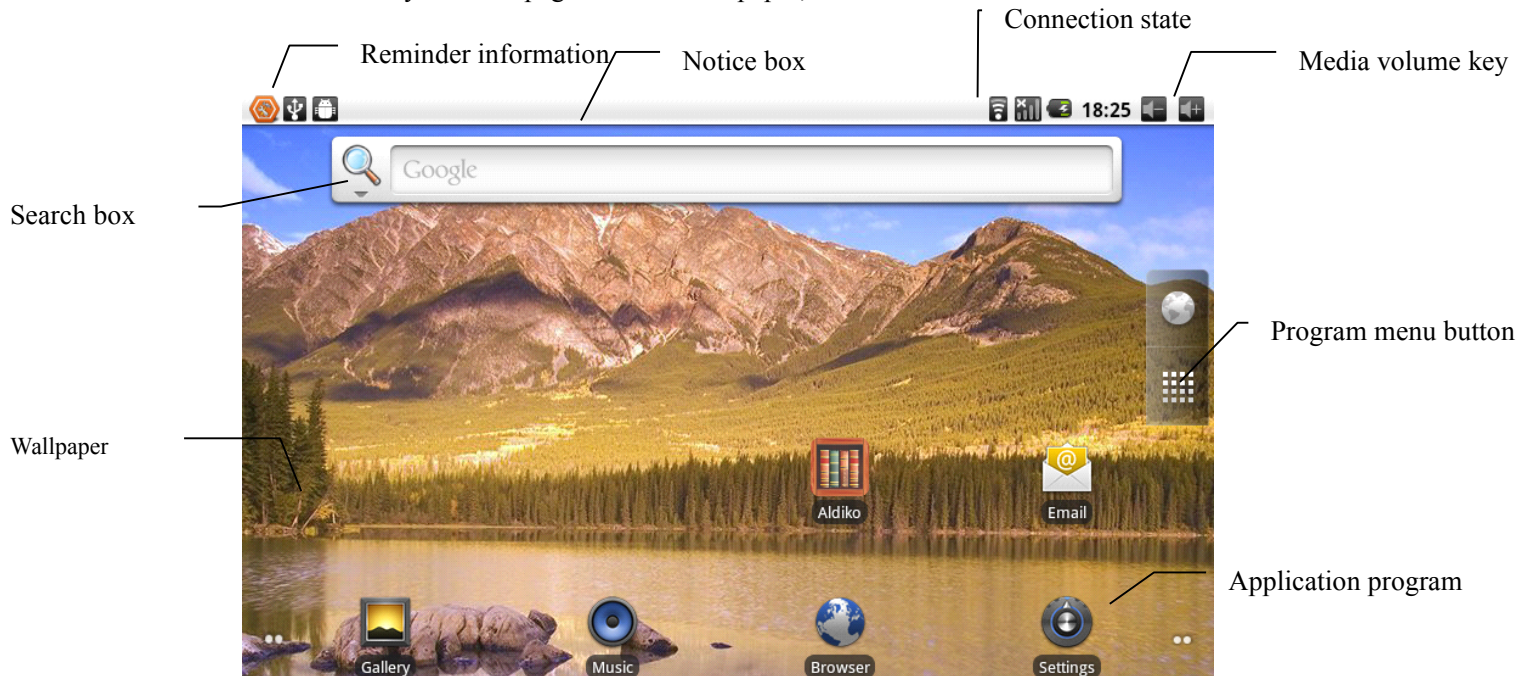 Connection state
Reminder information
Notice box
Media volume key
18:25
Google
Search box
Program menu button
Wallpaper
@
Aldiko
Email
Application program
Gallery
Music
Browser
Settings